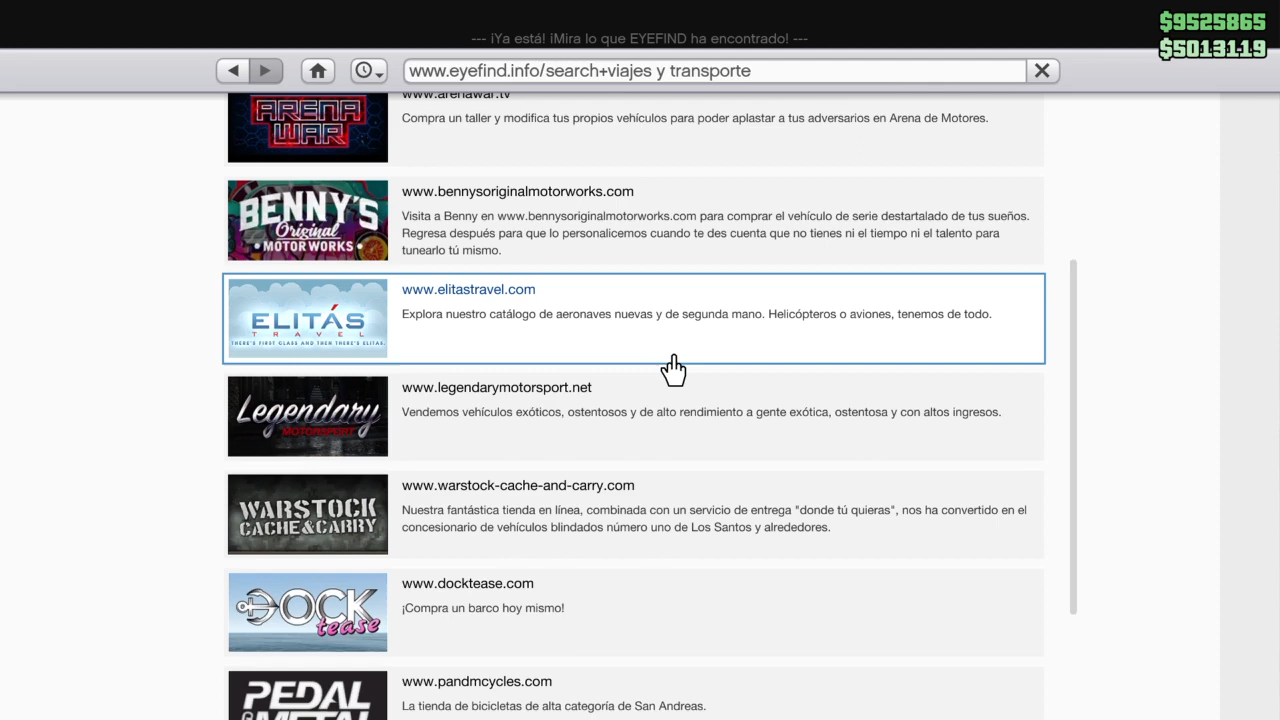 --- ¡Ya está! ¡Mira lo que EYEFIND ha encontrado! ---
$9525865
$5013119
www.eyefind.info/search+viajes y transporte
www.arenawar.tv
ARENA
WAR
Compra un taller y modifica tus propios vehículos para poder aplastar a tus adversarios en Arena de Motores.
BENNY'S
Original
MOTOR WORKS
www.bennysoriginalmotorworks.com
Visita a Benny en www.bennysoriginalmotorworks.com para comprar el vehículo de serie destartalado de tus sueños.
Regresa después para que lo personalicemos cuando te des cuenta que no tienes ni el tiempo ni el talento para
tunearlo tú mismo.
ELITÁS
TRAVEL
THERE'S FIRST CLASS AND THEN THERE'S ELITAS.
www.elitastravel.com
Explora nuestro catálogo de aeronaves nuevas y de segunda mano. Helicópteros o aviones, tenemos de todo.
Legendary
MOTORSPORT
www.legendarymotorsport.net
Vendemos vehículos exóticos, ostentosos y de alto rendimiento a gente exótica, ostentosa y con altos ingresos.
WARSTOCK
CACHE&CARRY
www.warstock-cache-and-carry.com
Nuestra fantástica tienda en línea, combinada con un servicio de entrega "donde tú quieras", nos ha convertido en el
concesionario de vehículos blindados número uno de Los Santos y alrededores.
DOCK
tease
www.docktease.com
¡Compra un barco hoy mismo!
PEDAL
METAL
www.pandmcycles.com
La tienda de bicicletas de alta categoría de San Andreas.